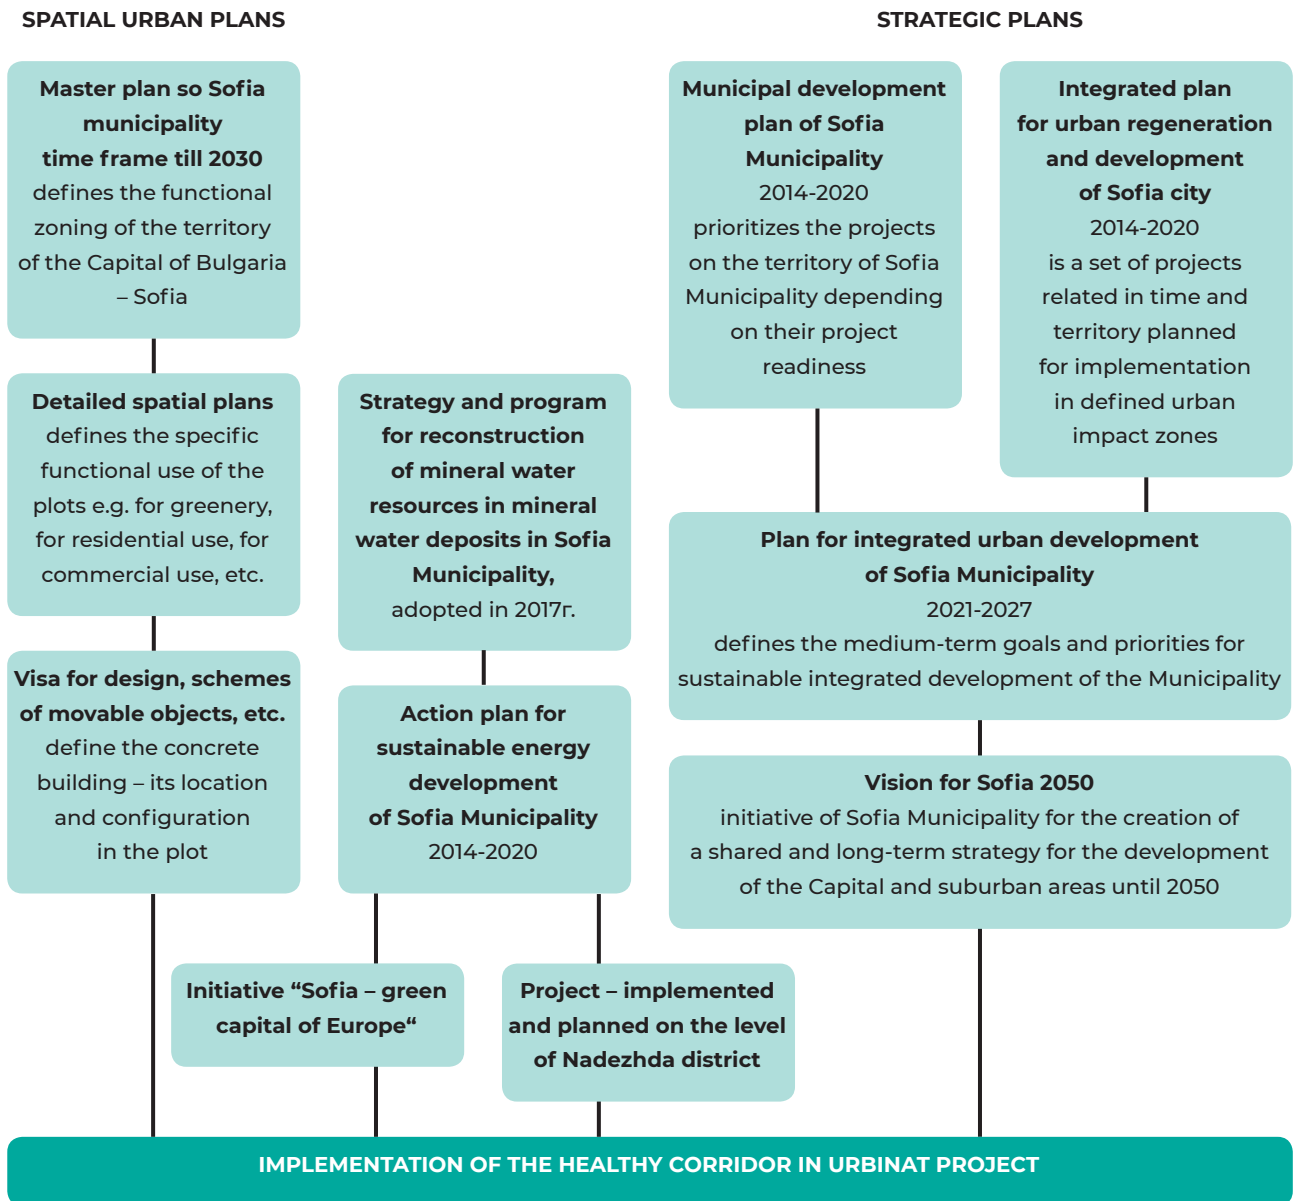 SPATIAL URBAN PLANS
Master plan so Sofia
municipality
time frame till 2030
defines the functional
zoning of the territory
of the Capital of Bulgaria
– Sofia
Detailed spatial plans
defines the specific
functional use of the
plots e.g. for greenery,
for residential use, for
commercial use, etc.
Visa for design, schemes
of movable objects, etc.
define the concrete
building – its location
and configuration
in the plot
Strategy and program
for reconstruction
of mineral water
resources in mineral
water deposits in Sofia
Municipality,
adopted in 2017г.
Action plan for
sustainable energy
development
of Sofia Municipality
2014-2020
Initiative “Sofia – green
capital of Europe“
Project – implemented
and planned on the level
of Nadezhda district
STRATEGIC PLANS
Municipal development
plan of Sofia
Municipality
2014-2020
prioritizes the projects
on the territory of Sofia
Municipality depending
on their project
readiness
Integrated plan
for urban regeneration
and development
of Sofia city
2014-2020
is a set of projects
related in time and
territory planned
for implementation
in defined urban
impact zones
Plan for integrated urban development
of Sofia Municipality
2021-2027
defines the medium-term goals and priorities for
sustainable integrated development of the Municipality
Vision for Sofia 2050
initiative of Sofia Municipality for the creation of
a shared and long-term strategy for the development
of the Capital and suburban areas until 2050
IMPLEMENTATION OF THE HEALTHY CORRIDOR IN URBINAT PROJECT